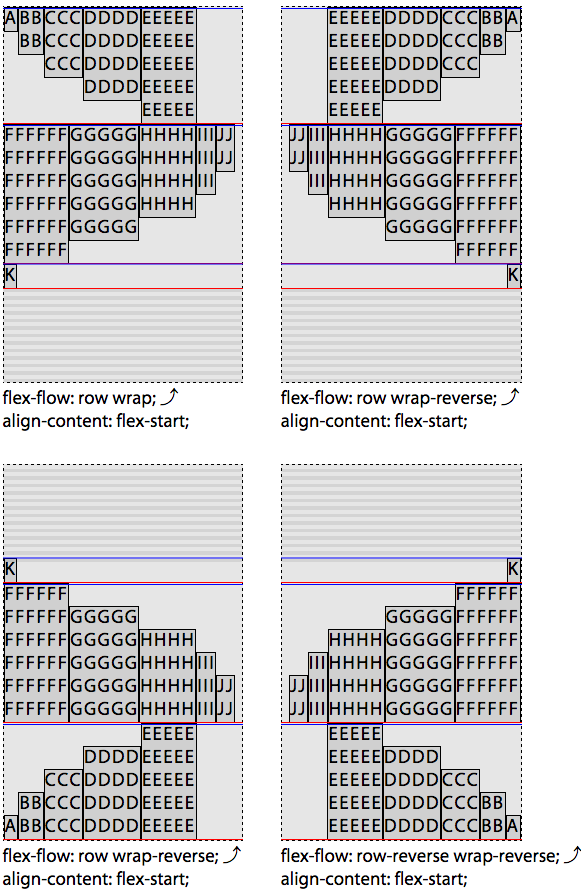 A BB CCC DDDD EEEEE
BB CCC DDDD EEEEE
CCC DDDD EEEEE
DDDD EEEEE
EEEEE
FFFFFF GGGGG HHHH III JJ
FFFFFF GGGGG HHHH III JJ
FFFFFF GGGGG HHHH III
FFFFFF GGGGG HHHH
FFFFFF GGGGG
FFFFFF
K
flex-flow: row wrap;
align-content: flex-start;
EEEEE DDDD CCC BB A
EEEEE DDDD CCC BB
EEEEE DDDD CCC
EEEEE DDDD
EEEEE
JJ III HHHH GGGGG FFFFFF
JJ III HHHH GGGGG FFFFFF
III HHHH GGGGG FFFFFF
HHHH GGGGG FFFFFF
GGGGG FFFFFF
FFFFFF
K
flex-flow: row wrap-reverse;
align-content: flex-start;
K
FFFFFF
FFFFFF GGGGG
FFFFFF GGGGG HHHH
FFFFFF GGGGG HHHH III
FFFFFF GGGGG HHHH III JJ
FFFFFF GGGGG HHHH III JJ
EEEEE
DDDD EEEEE
CCC DDDD EEEEE
BB CCC DDDD EEEEE
A BB CCC DDDD EEEEE
flex-flow: row wrap-reverse;
align-content: flex-start;
K
FFFFFF
GGGGG FFFFFF
HHHH GGGGG FFFFFF
III HHHH GGGGG FFFFFF
JJ III HHHH GGGGG FFFFFF
JJ III HHHH GGGGG FFFFFF
EEEEE
EEEEE DDDD
EEEEE DDDD CCC
EEEEE DDDD CCC BB
EEEEE DDDD CCC BB A
flex-flow: row-reverse wrap-reverse;
align-content: flex-start;